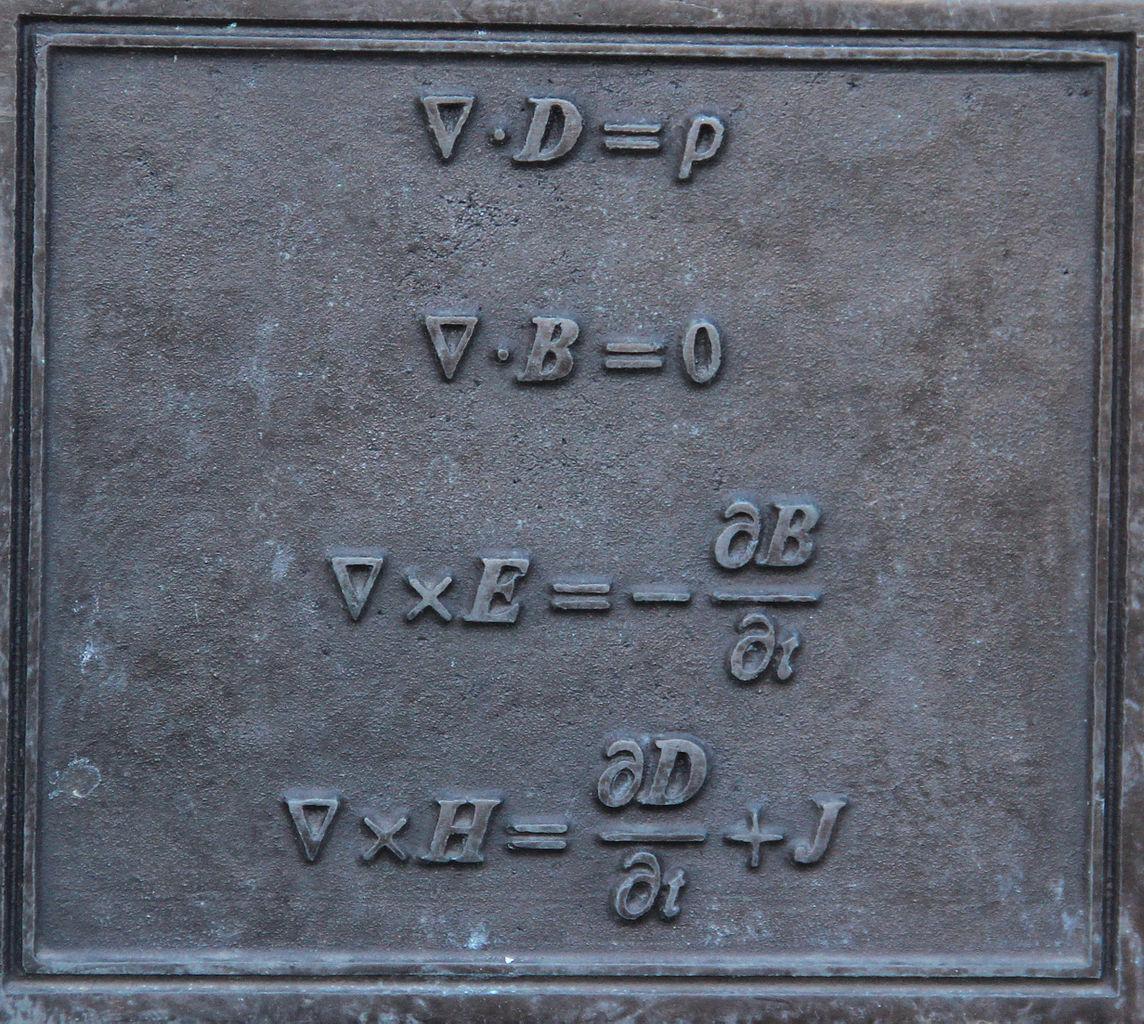 ∇ · D = ρ
∇ · B = 0
∇ × E = − ∂B/∂t
∇ × H = ∂D/∂t + J